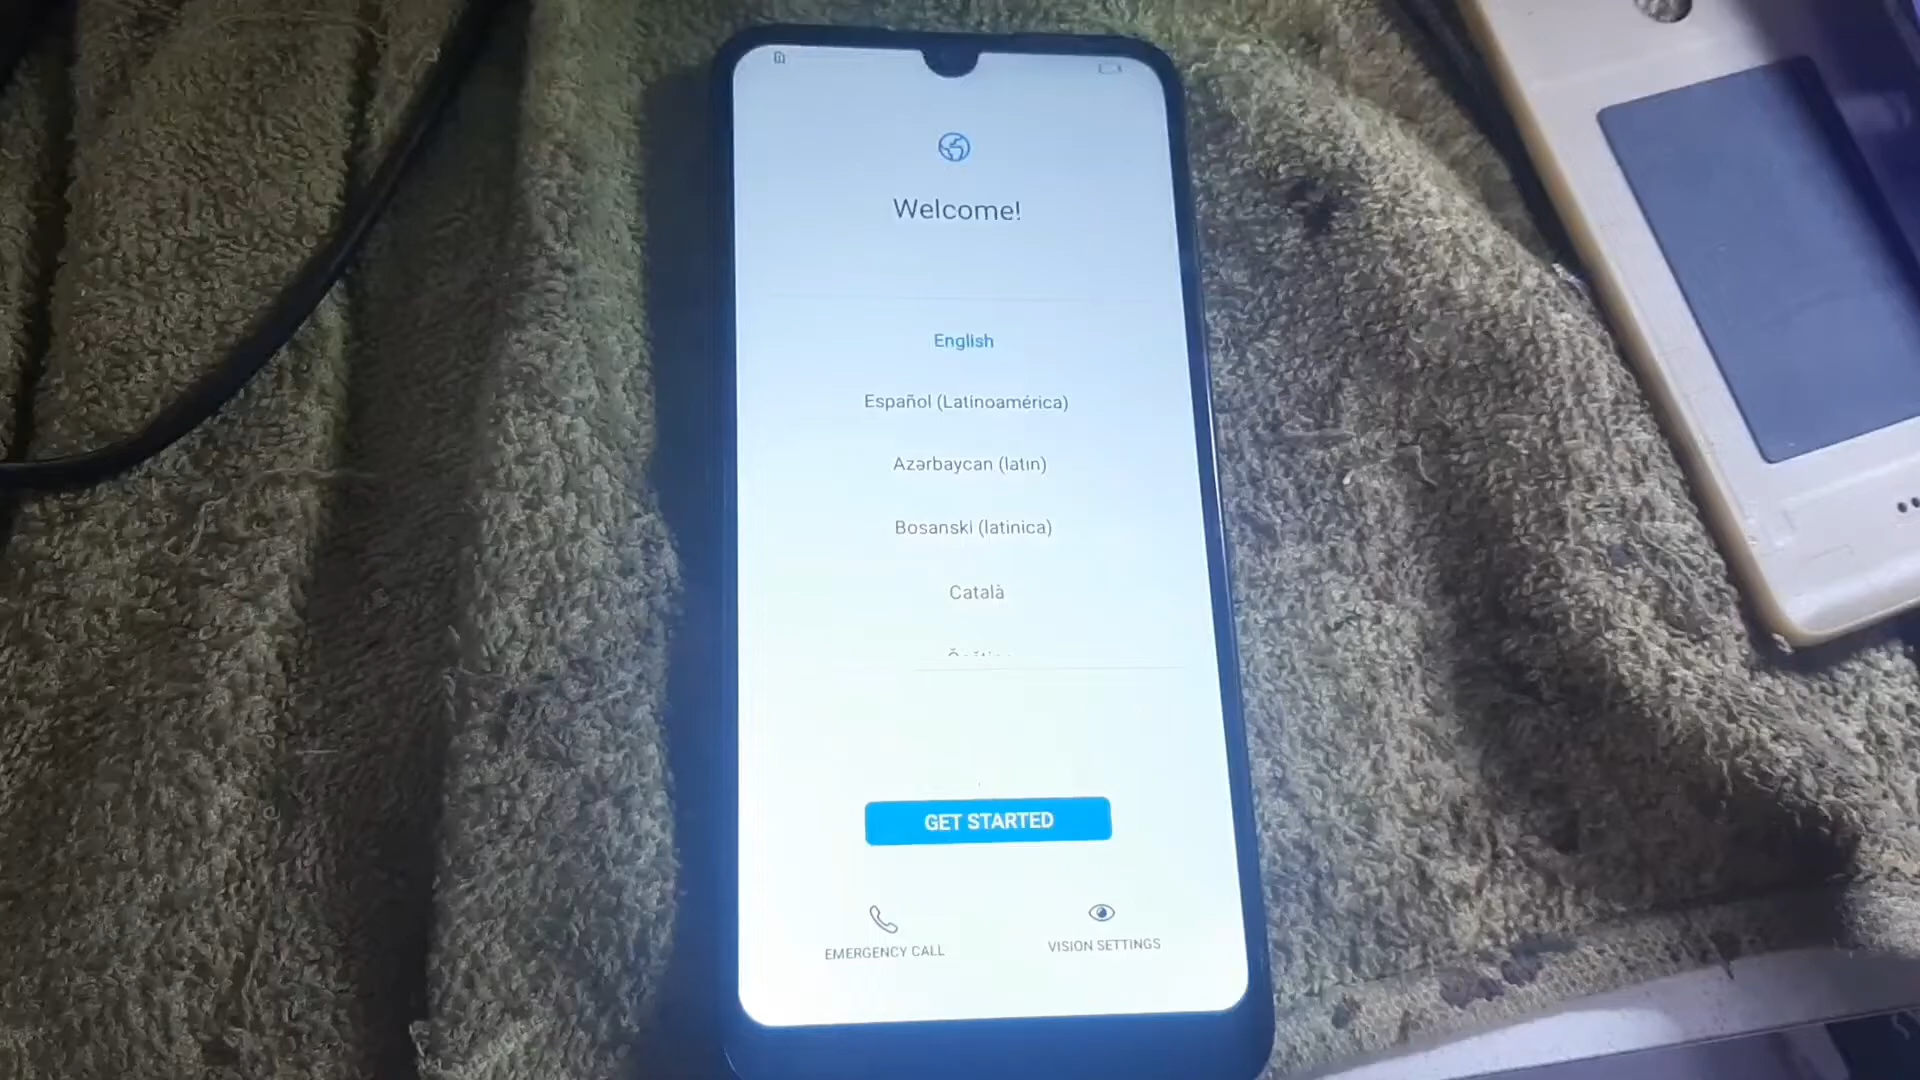 Welcome!
English
Español (Latinoamérica)
Azərbaycan (latın)
Bosanski (latinica)
Català
GET STARTED
EMERGENCY CALL
VISION SETTINGS